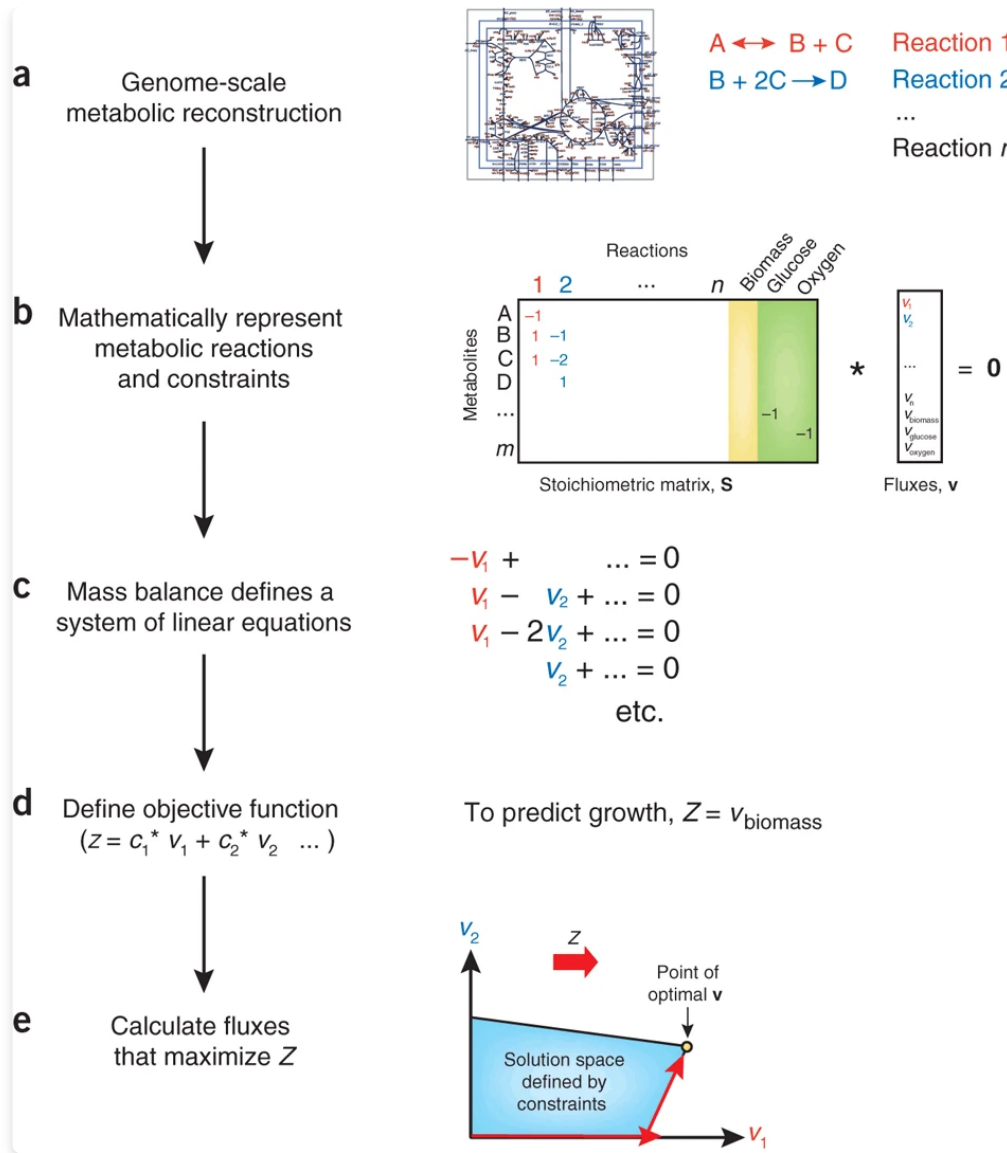 a
Genome-scale
metabolic reconstruction
A ↔ B + C Reaction 1
B + 2C → D Reaction 2
...
Reaction n
b
Mathematically represent
metabolic reactions
and constraints
Reactions
1 2 ... n Biomass Glucose Oxygen
Metabolites
A −1
B 1 −1
C 1 −2
D 1
... −1
−1
m
Stoichiometric matrix, S
*
v₁
v₂
...
vₙ
v_biomass
v_glucose
v_oxygen
= 0
Fluxes, v
c
Mass balance defines a
system of linear equations
−v₁ + ... = 0
v₁ − v₂ + ... = 0
v₁ − 2v₂ + ... = 0
v₂ + ... = 0
etc.
d
Define objective function
(z = c₁* v₁ + c₂* v₂ ... )
To predict growth, Z = v_biomass
e
Calculate fluxes
that maximize Z
v₂
Z
Point of
optimal v
Solution space
defined by
constraints
v₁